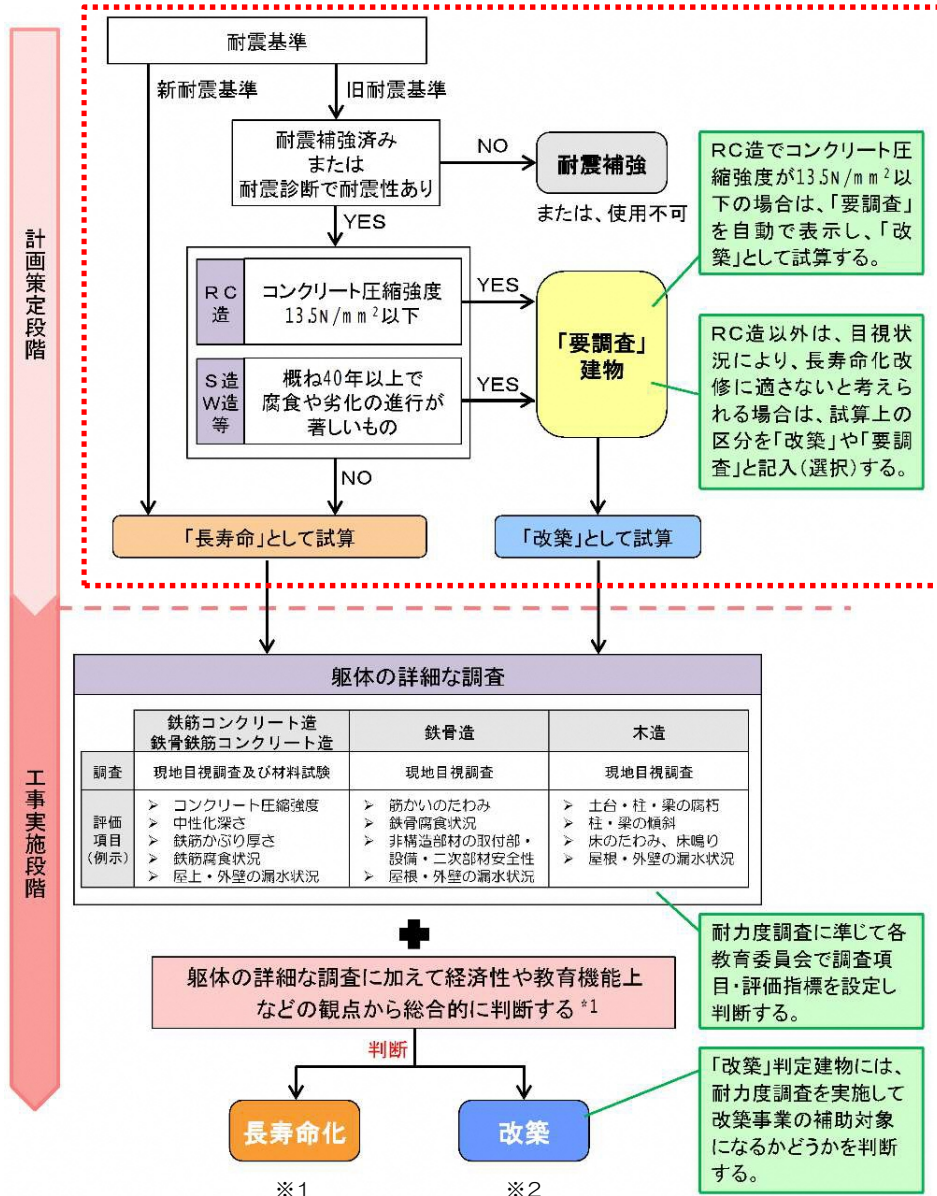 耐震基準
新耐震基準
旧耐震基準
耐震補強済み
または
耐震診断で耐震性あり
NO
耐震補強
または、使用不可
YES
RC造でコンクリート圧
縮強度が13.5N/mm²以
下の場合は、「要調査」
を自動で表示し、「改
築」として試算する。
計画策定段階
RC
造
コンクリート圧縮強度
13.5N/mm²以下
YES
「要調査」
建物
S造
W造
等
概ね40年以上で
腐食や劣化の進行が
著しいもの
YES
RC造以外は、目視状
況により、長寿命化改
修に適さないと考えら
れる場合は、試算上の
区分を「改築」や「要調
査」と記入(選択)する。
NO
「長寿命」として試算
「改築」として試算
工事実施段階
躯体の詳細な調査
鉄筋コンクリート造
鉄骨鉄筋コンクリート造
鉄骨造
木造
調査
現地目視調査及び材料試験
現地目視調査
現地目視調査
評価
項目
(例示)
➢ コンクリート圧縮強度
➢ 中性化深さ
➢ 鉄筋かぶり厚さ
➢ 鉄筋腐食状況
➢ 屋上・外壁の漏水状況
➢ 筋かいのたわみ
➢ 鉄骨腐食状況
➢ 非構造部材の取付部・
設備・二次部材安全性
➢ 屋根・外壁の漏水状況
➢ 土台・柱・梁の腐朽
➢ 柱・梁の傾斜
➢ 床のたわみ、床鳴り
➢ 屋根・外壁の漏水状況
耐力度調査に準じて各
教育委員会で調査項
目・評価指標を設定し
判断する。
躯体の詳細な調査に加えて経済性や教育機能上
などの観点から総合的に判断する *1
判断
長寿命化
改築
「改築」判定建物には、
耐力度調査を実施して
改築事業の補助対象
になるかどうかを判断
する。
※1
※2